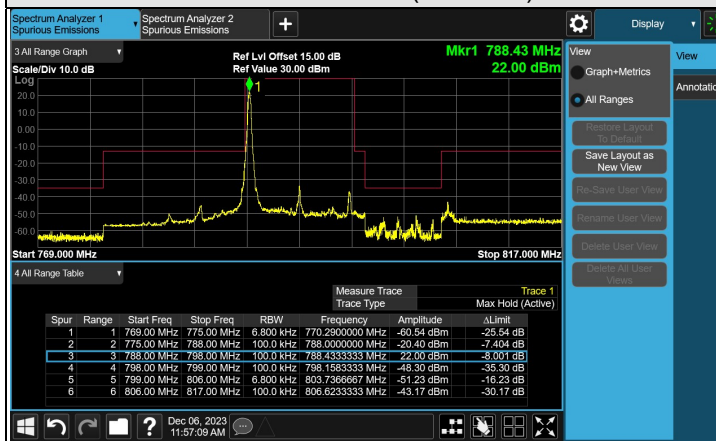 Spectrum Analyzer 1
Spurious Emissions
Spectrum Analyzer 2
Spurious Emissions
+
Display
3 All Range Graph
Ref Lvl Offset 15.00 dB
Mkr1 788.43 MHz
Scale/Div 10.0 dB
Ref Value 30.00 dBm
22.00 dBm
Log
1
20.0
10.0
0.00
-10.0
-20.0
-30.0
-40.0
-50.0
-60.0
Start 769.000 MHz
Stop 817.000 MHz
View
Graph+Metrics
All Ranges
Restore Layout
To Default
Save Layout as
New View
Re-Save User View
Rename User View
Delete User View
Delete All User
Views
View
Annotatio
4 All Range Table
Measure Trace Trace 1
Trace Type Max Hold (Active)
Spur Range Start Freq Stop Freq RBW Frequency Amplitude ΔLimit
1 1 769.00 MHz 775.00 MHz 6.800 kHz 770.2900000 MHz -60.54 dBm -25.54 dB
2 2 775.00 MHz 788.00 MHz 100.0 kHz 788.0000000 MHz -20.40 dBm -7.404 dB
3 3 788.00 MHz 798.00 MHz 100.0 kHz 788.4333333 MHz 22.00 dBm -8.001 dB
4 4 798.00 MHz 799.00 MHz 100.0 kHz 798.1583333 MHz -48.30 dBm -35.30 dB
5 5 799.00 MHz 806.00 MHz 6.800 kHz 803.7366667 MHz -51.23 dBm -16.23 dB
6 6 806.00 MHz 817.00 MHz 100.0 kHz 806.6233333 MHz -43.17 dBm -30.17 dB
?
Dec 06, 2023
11:57:09 AM